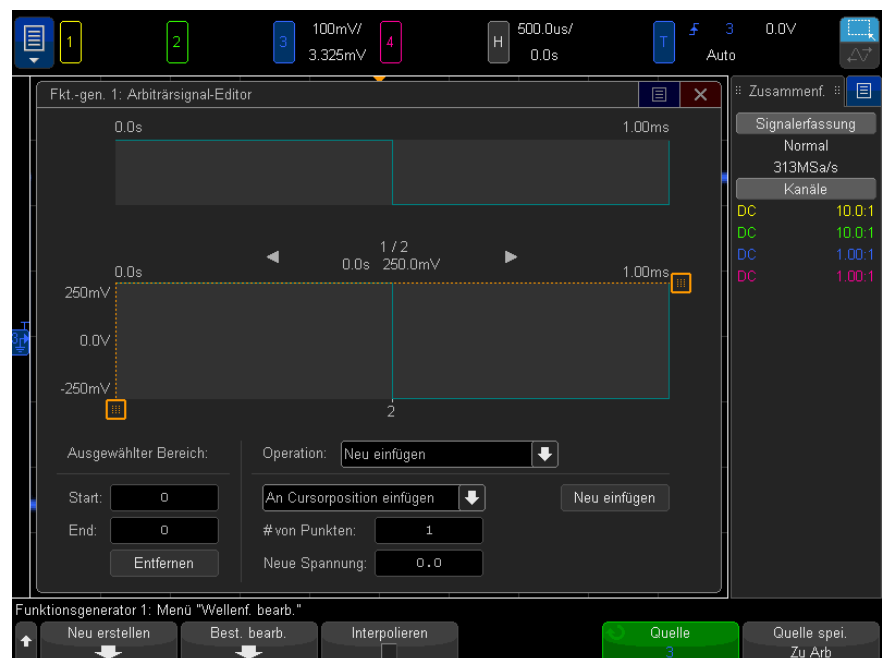 1 2 3 100mV/ 3.325mV 4 H 500.0us/ 0.0s T 3 0.0V Auto
Fkt.-gen. 1: Arbiträrsignal-Editor
0.0s 1.00ms
1 / 2
0.0s 250.0mV
0.0s 1.00ms
250mV
0.0V
-250mV
2
Ausgewählter Bereich:
Start: 0
End: 0
Entfernen
Operation: Neu einfügen
An Cursorposition einfügen Neu einfügen
# von Punkten: 1
Neue Spannung: 0.0
Zusammenf.
Signalerfassung
Normal
313MSa/s
Kanäle
DC 10.0:1
DC 10.0:1
DC 1.00:1
DC 1.00:1
T
3
Funktionsgenerator 1: Menü "Wellenf. bearb."
Neu erstellen
Best. bearb.
Interpolieren
Quelle
3
Quelle spei.
Zu Arb